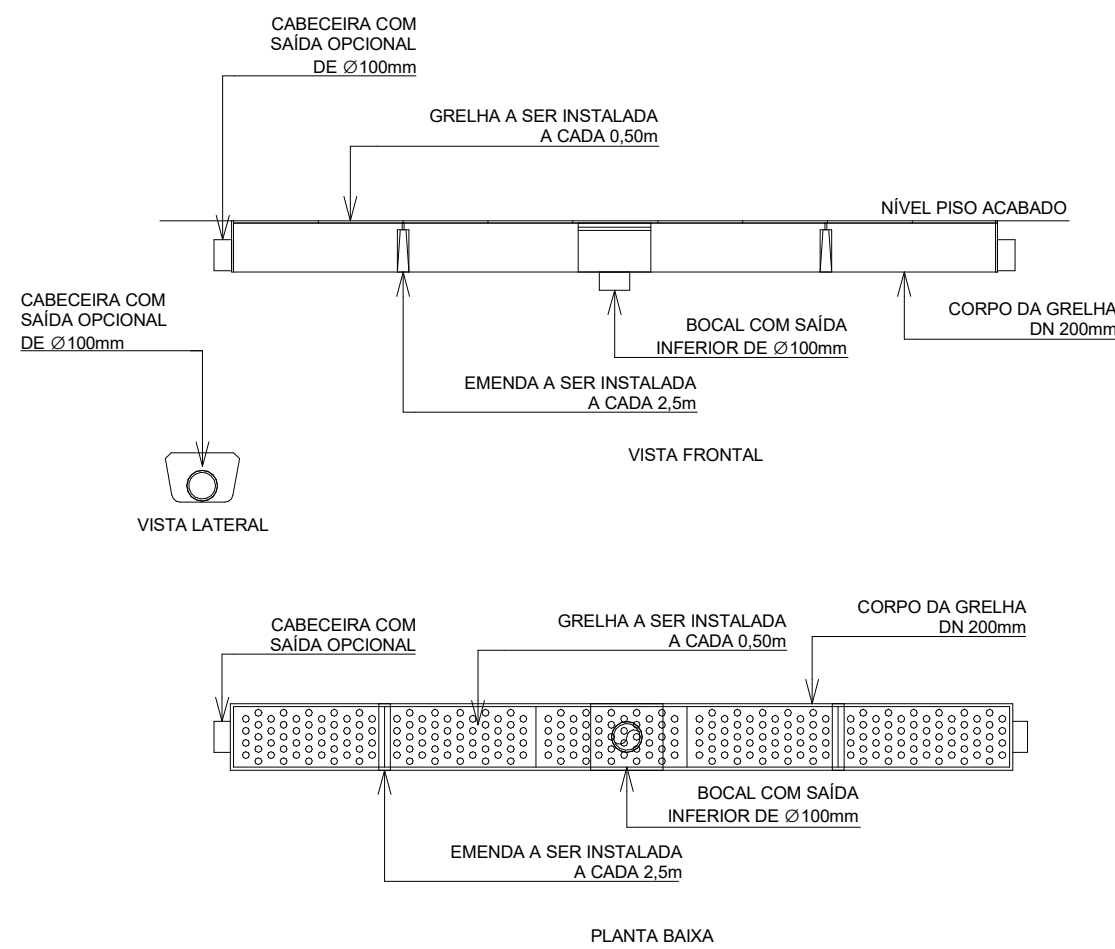 CABECEIRA COM
SAÍDA OPCIONAL
DE ∅100mm
GRELHA A SER INSTALADA
A CADA 0,50m
NÍVEL PISO ACABADO
CABECEIRA COM
SAÍDA OPCIONAL
DE ∅100mm
BOCAL COM SAÍDA
INFERIOR DE ∅100mm
CORPO DA GRELHA
DN 200mm
EMENDA A SER INSTALADA
A CADA 2,5m
VISTA FRONTAL
VISTA LATERAL
CABECEIRA COM
SAÍDA OPCIONAL
GRELHA A SER INSTALADA
A CADA 0,50m
CORPO DA GRELHA
DN 200mm
BOCAL COM SAÍDA
INFERIOR DE ∅100mm
EMENDA A SER INSTALADA
A CADA 2,5m
PLANTA BAIXA